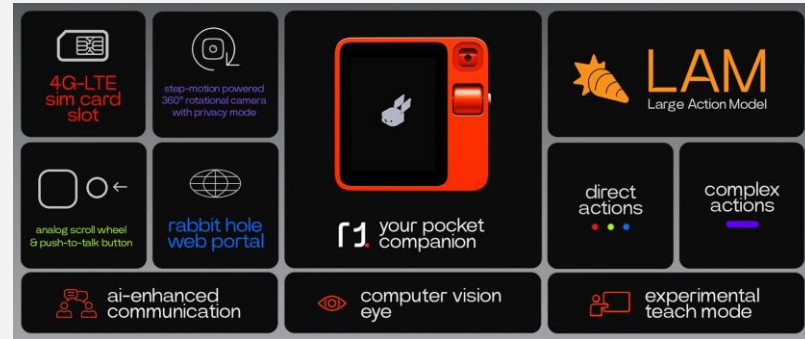 4G-LTE
sim card
slot
step-motion powered
360° rotational camera
with privacy mode
LAM
Large Action Model
analog scroll wheel
& push-to-talk button
rabbit hole
web portal
r1. your pocket
companion
direct
actions
complex
actions
ai-enhanced
communication
computer vision
eye
experimental
teach mode